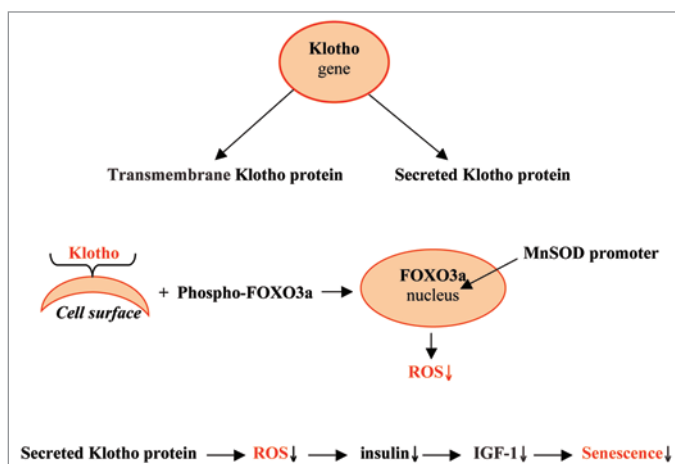 Klotho
gene
Transmembrane Klotho protein Secreted Klotho protein
Klotho
Cell surface
+ Phospho-FOXO3a
FOXO3a
nucleus
MnSOD promoter
ROS↓
Secreted Klotho protein → ROS↓ → insulin↓ → IGF-1↓ → Senescence↓